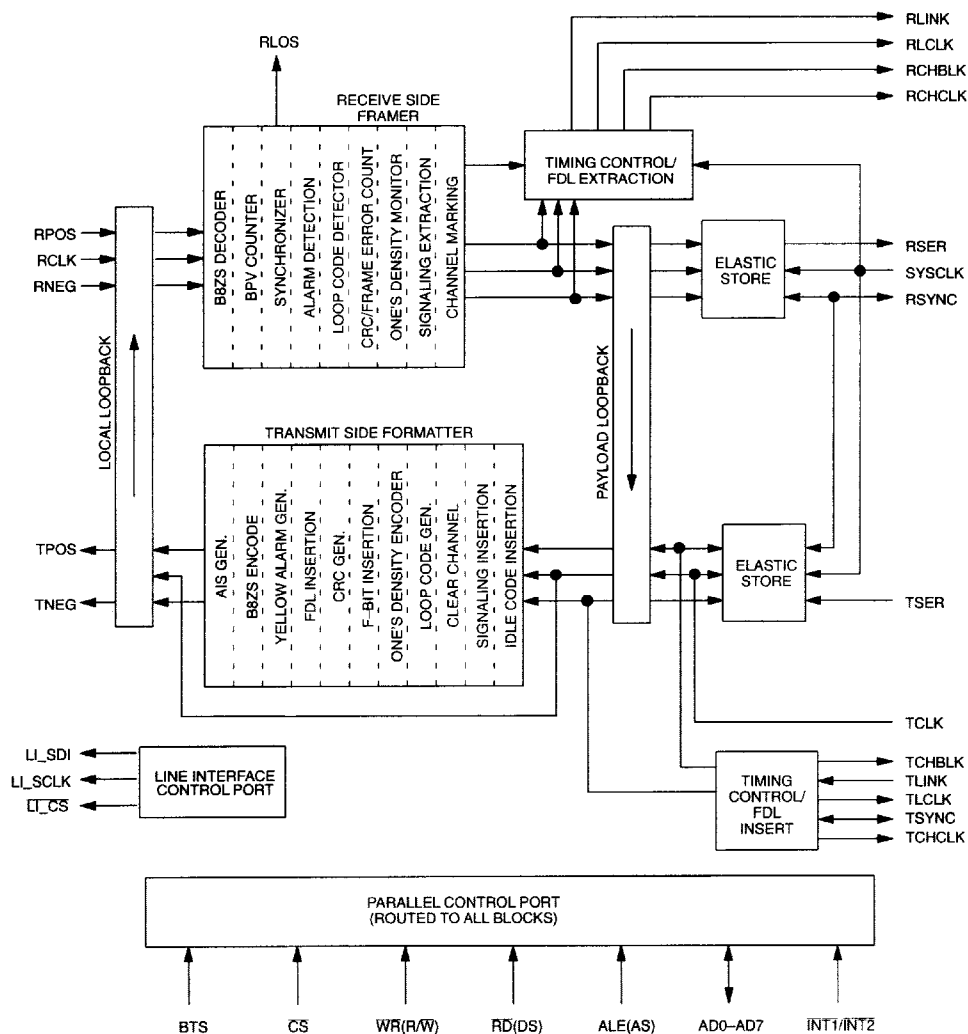 RLINK
RLCLK
RCHBLK
RCHCLK
RLOS
RECEIVE SIDE
FRAMER
B8ZS DECODER
BPV COUNTER
SYNCHRONIZER
ALARM DETECTION
LOOP CODE DETECTOR
CRC/FRAME ERROR COUNT
ONE'S DENSITY MONITOR
SIGNALING EXTRACTION
CHANNEL MARKING
TIMING CONTROL/
FDL EXTRACTION
RPOS
RCLK
RNEG
LOCAL LOOPBACK
PAYLOAD LOOPBACK
ELASTIC
STORE
RSER
SYSCLK
RSYNC
TRANSMIT SIDE FORMATTER
AIS GEN.
B8ZS ENCODE
YELLOW ALARM GEN.
FDL INSERTION
CRC GEN.
F–BIT INSERTION
ONE'S DENSITY ENCODER
LOOP CODE GEN.
CLEAR CHANNEL
SIGNALING INSERTION
IDLE CODE INSERTION
TPOS
TNEG
ELASTIC
STORE
TSER
TCLK
LI_SDI
LI_SCLK
LI_CS
LINE INTERFACE
CONTROL PORT
TIMING
CONTROL/
FDL
INSERT
TCHBLK
TLINK
TLCLK
TSYNC
TCHCLK
PARALLEL CONTROL PORT
(ROUTED TO ALL BLOCKS)
BTS
CS
WR(R/W)
RD(DS)
ALE(AS)
AD0–AD7
INT1/INT2